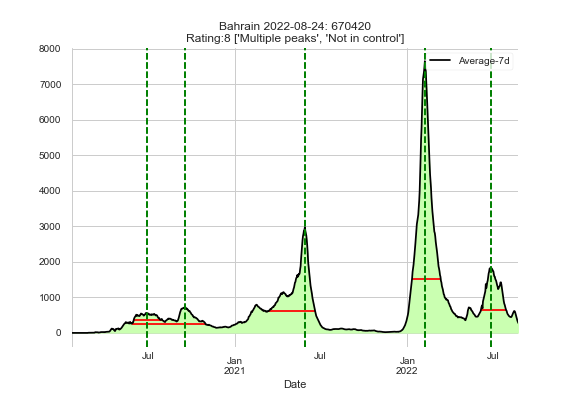 Bahrain 2022-08-24: 670420
Rating:8 ['Multiple peaks', 'Not in control']
Average-7d
8000
7000
6000
5000
4000
3000
2000
1000
0
Jul
Jan
2021
Jul
Jan
2022
Jul
Date